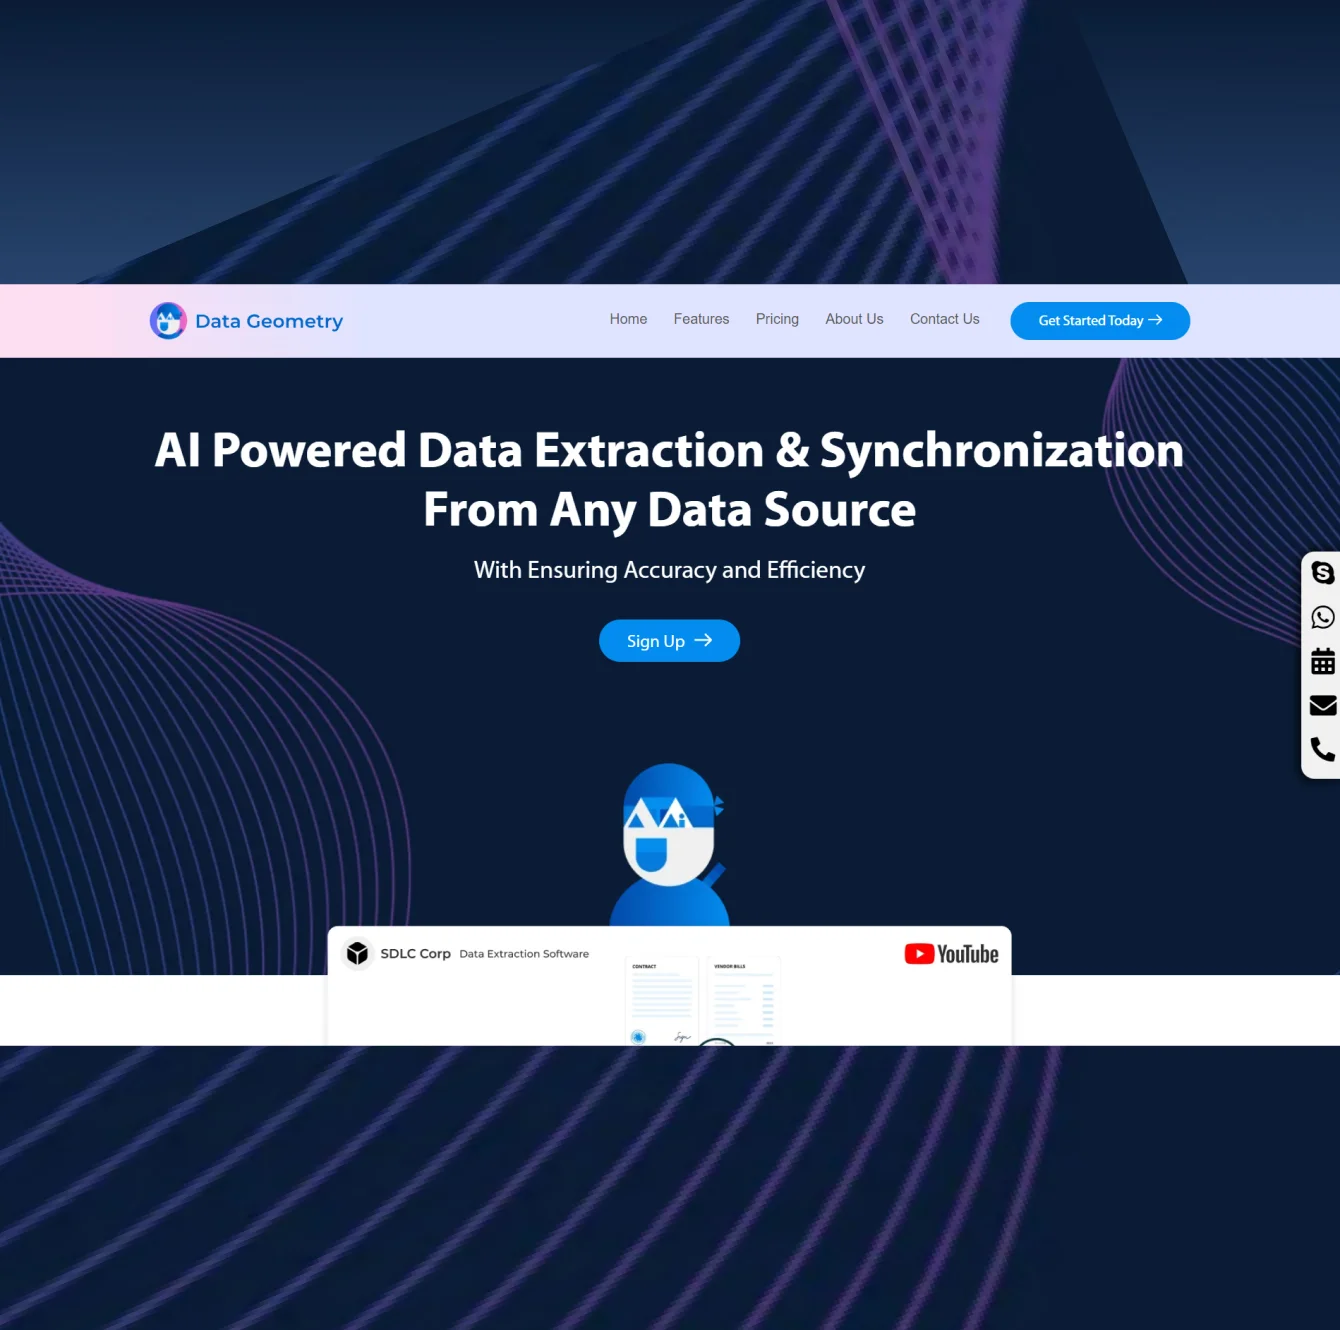 Data Geometry
Home Features Pricing About Us Contact Us Get Started Today
AI Powered Data Extraction & Synchronization
From Any Data Source
With Ensuring Accuracy and Efficiency
Sign Up
ATAi
SDLC Corp Data Extraction Software
YouTube
CONTRACT VENDOR BILLS